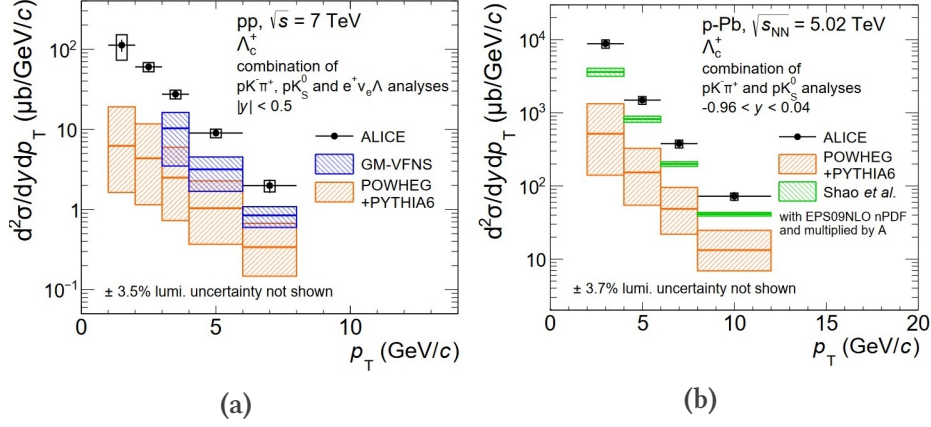 pp, √s = 7 TeV
Λc+
combination of
pK-π+, pK0S and e+νeΛ analyses
|y| < 0.5
ALICE
GM-VFNS
POWHEG
+PYTHIA6
± 3.5% lumi. uncertainty not shown
d²σ/dydpT (μb/GeV/c)
10²
10
1
10⁻¹
0
5
10
pT (GeV/c)
(a)
p-Pb, √sNN = 5.02 TeV
Λc+
combination of
pK-π+ and pK0S analyses
-0.96 < y < 0.04
ALICE
POWHEG
+PYTHIA6
Shao et al.
with EPS09NLO nPDF
and multiplied by A
± 3.7% lumi. uncertainty not shown
d²σ/dydpT (μb/GeV/c)
10⁴
10³
10²
10
0
5
10
15
20
pT (GeV/c)
(b)